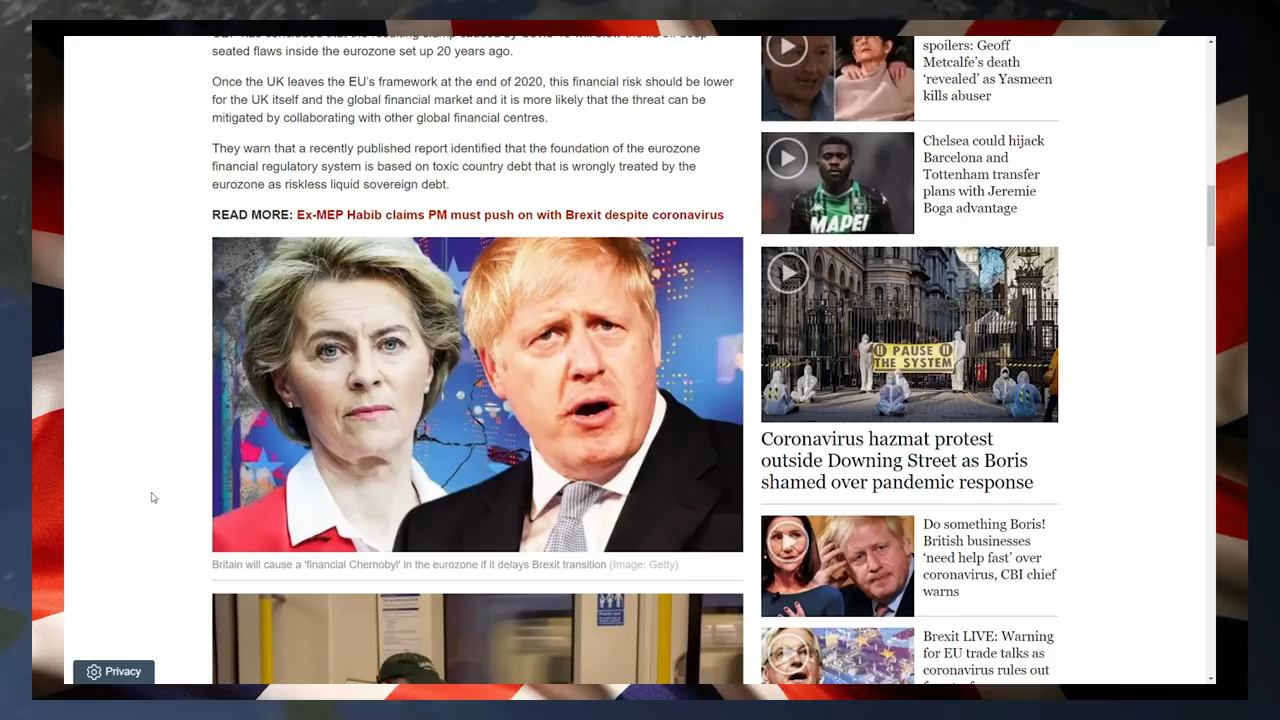 seated flaws inside the eurozone set up 20 years ago.
Once the UK leaves the EU's framework at the end of 2020, this financial risk should be lower
for the UK itself and the global financial market and it is more likely that the threat can be
mitigated by collaborating with other global financial centres.
They warn that a recently published report identified that the foundation of the eurozone
financial regulatory system is based on toxic country debt that is wrongly treated by the
eurozone as riskless liquid sovereign debt.
READ MORE: Ex-MEP Habib claims PM must push on with Brexit despite coronavirus
Britain will cause a 'financial Chernobyl' in the eurozone if it delays Brexit transition (Image: Getty)
Privacy
spoilers: Geoff
Metcalfe's death
‘revealed’ as Yasmeen
kills abuser
Chelsea could hijack
Barcelona and
Tottenham transfer
plans with Jeremie
Boga advantage
MAPEI
PAUSE
THE SYSTEM
Coronavirus hazmat protest
outside Downing Street as Boris
shamed over pandemic response
Do something Boris!
British businesses
‘need help fast’ over
coronavirus, CBI chief
warns
Brexit LIVE: Warning
for EU trade talks as
coronavirus rules out